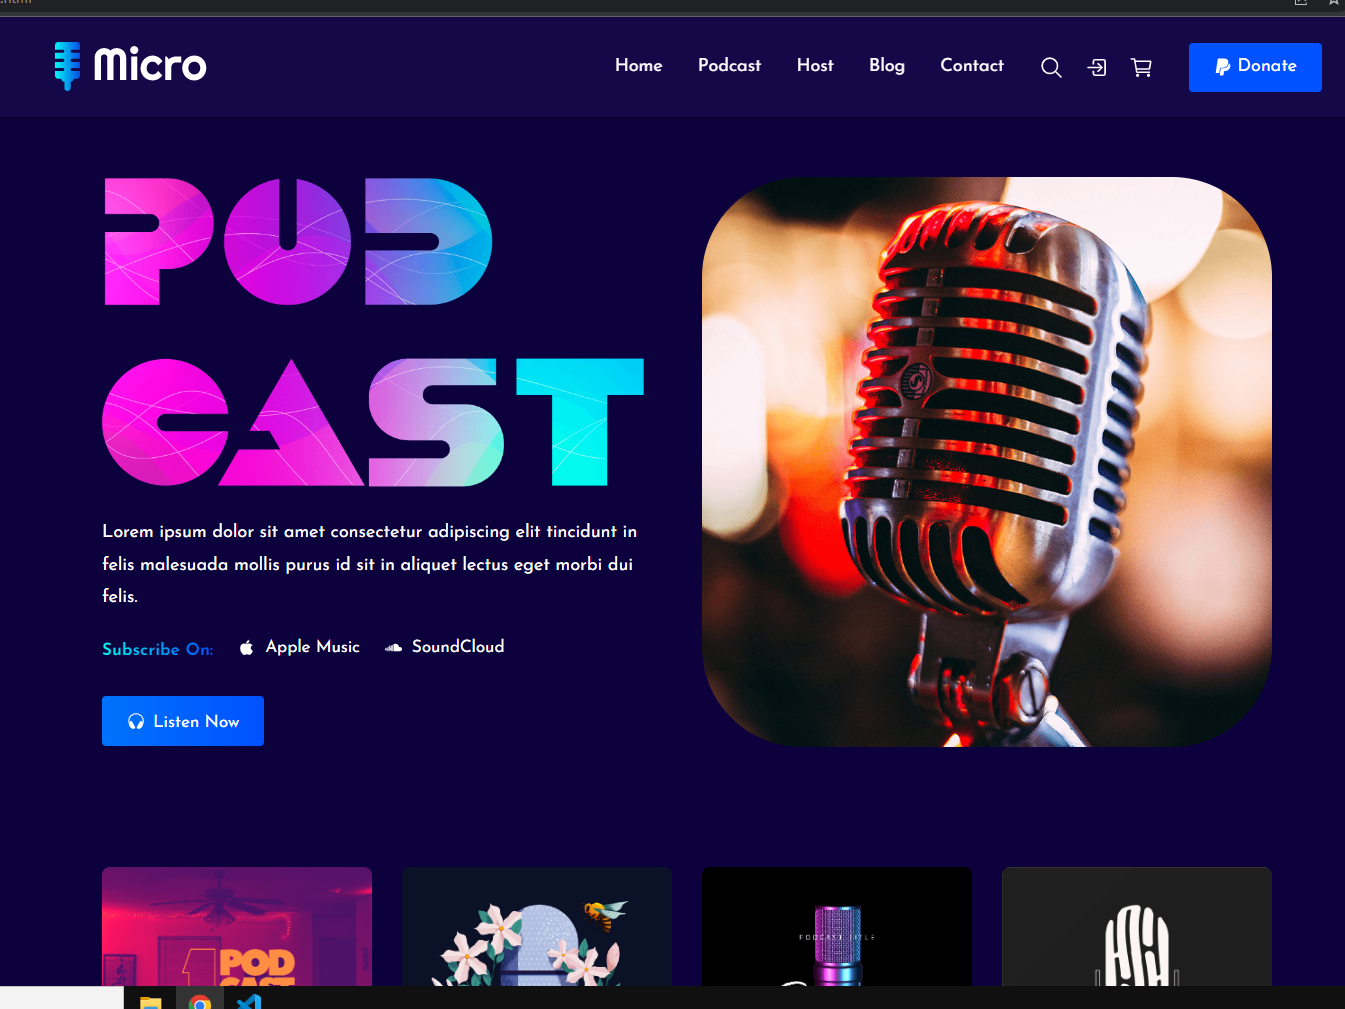 Micro
Home Podcast Host Blog Contact Donate
POD
CAST
Lorem ipsum dolor sit amet consectetur adipiscing elit tincidunt in
felis malesuada mollis purus id sit in aliquet lectus eget morbi dui
felis.
Subscribe On: Apple Music SoundCloud
Listen Now
PODCAST TITLE
POD
CAST